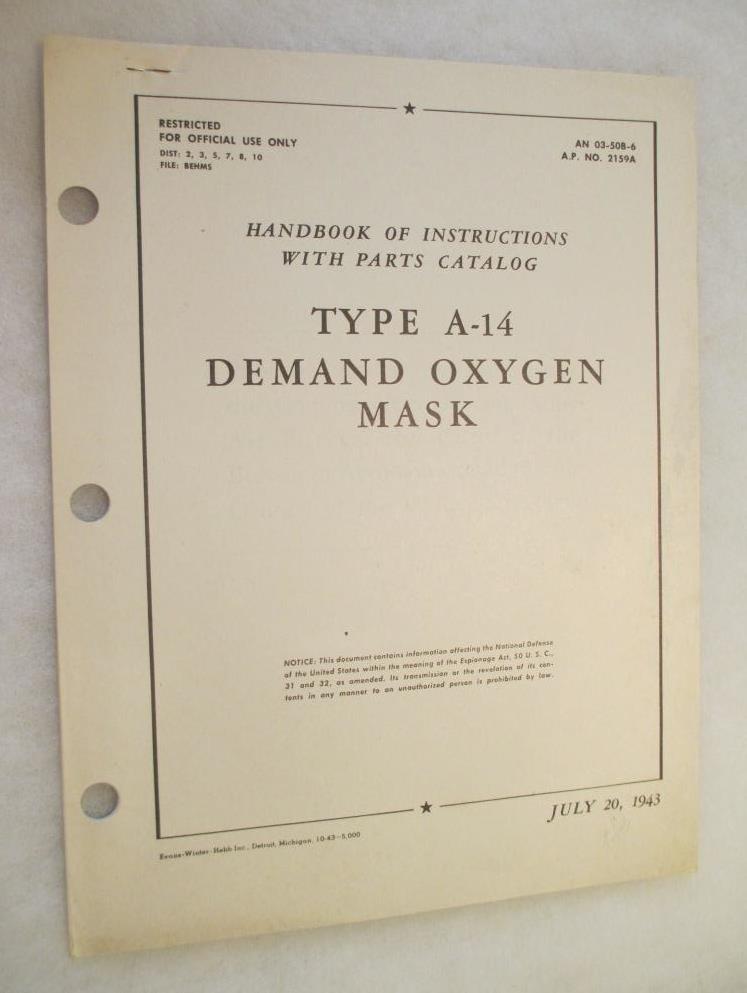 RESTRICTED
FOR OFFICIAL USE ONLY
DIST: 2, 3, 5, 7, 8, 10
FILE: BEHMS
AN 03-50B-6
A.P. NO. 2159A
HANDBOOK OF INSTRUCTIONS
WITH PARTS CATALOG
TYPE A-14
DEMAND OXYGEN
MASK
NOTICE: This document contains information affecting the National Defense
of the United States within the meaning of the Espionage Act, 50 U. S. C.,
31 and 32, as amended. Its transmission or the revelation of its con-
tents in any manner to an unauthorized person is prohibited by law.
JULY 20, 1943
Evans-Winter-Hebb Inc., Detroit, Michigan. 10-43—5,000